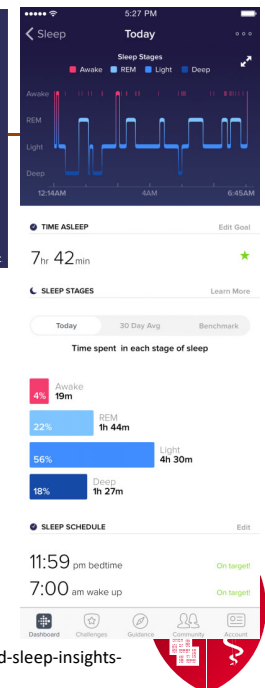 5:27 PM
Sleep
Today
Sleep Stages
Awake REM Light Deep
Awake
REM
Light
Deep
12:14AM 4AM 6:45AM
TIME ASLEEP Edit Goal
7hr 42min
SLEEP STAGES Learn More
Today 30 Day Avg Benchmark
Time spent in each stage of sleep
Awake
4% 19m
REM
22% 1h 44m
Light
56% 4h 30m
Deep
18% 1h 27m
SLEEP SCHEDULE Edit
11:59 pm bedtime On target!
7:00 am wake up On target!
Dashboard Challenges Guidance Community Account
d-sleep-insights-